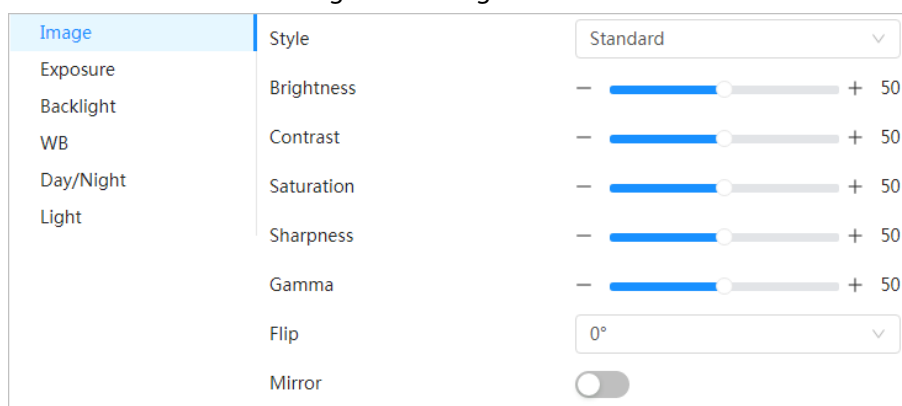 Image
Exposure
Backlight
WB
Day/Night
Light
Style Standard
Brightness 50
Contrast 50
Saturation 50
Sharpness 50
Gamma 50
Flip 0°
Mirror